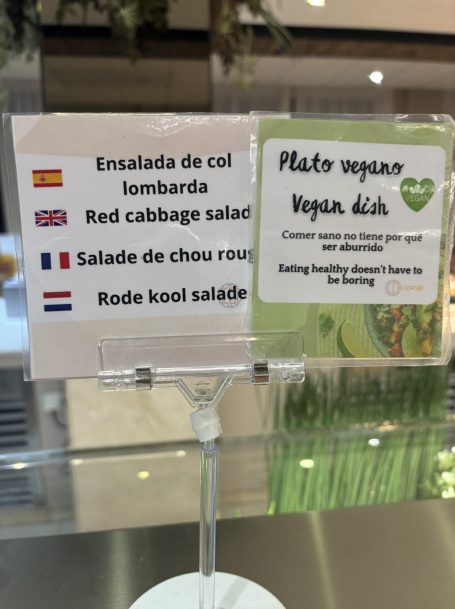 Ensalada de col
lombarda
Red cabbage salad
Salade de chou
Rode kool salade
Plato vegano
Vegan dish
VEGAN
Comer sano no tiene por qué
ser aburrido
Eating healthy doesn't have to
be boring